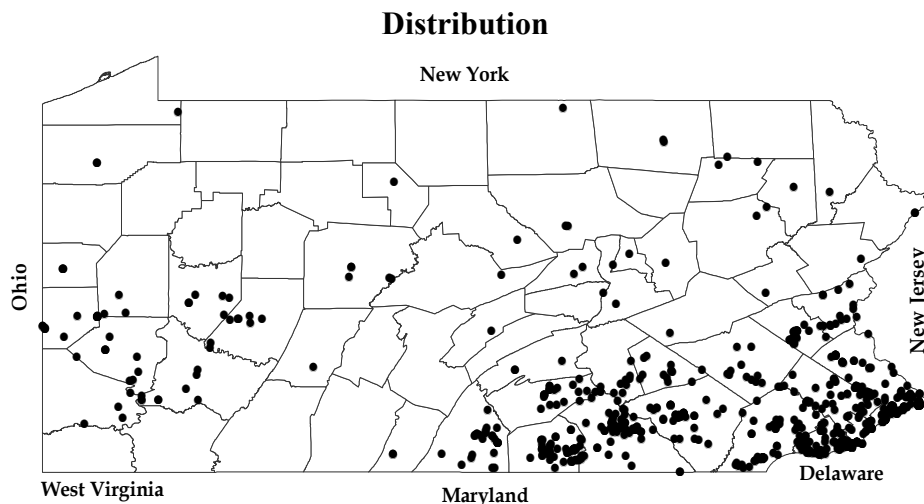 Distribution
New York
Ohio
New Jersey
West Virginia
Maryland
Delaware